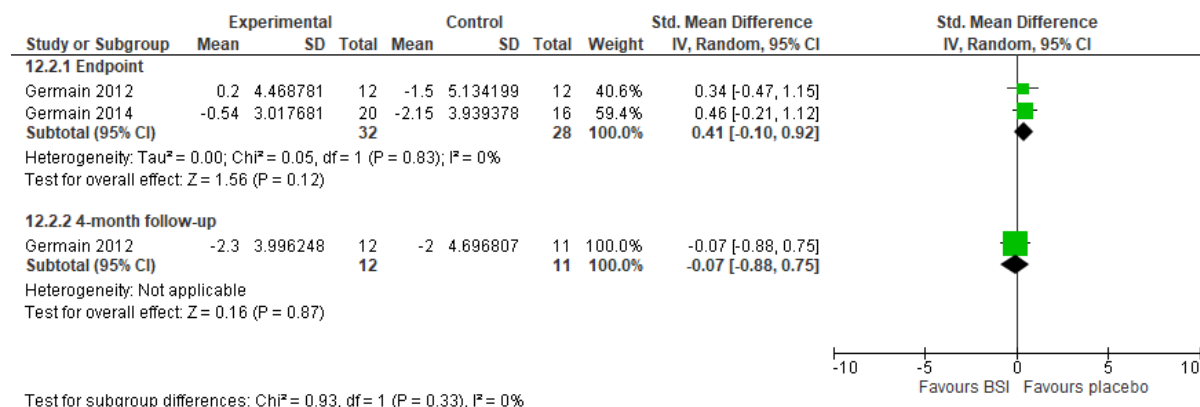 Experimental Control Std. Mean Difference Std. Mean Difference
Study or Subgroup Mean SD Total Mean SD Total Weight IV, Random, 95% CI IV, Random, 95% CI
12.2.1 Endpoint
Germain 2012 0.2 4.468781 12 -1.5 5.134199 12 40.6% 0.34 [-0.47, 1.15]
Germain 2014 -0.54 3.017681 20 -2.15 3.939378 16 59.4% 0.46 [-0.21, 1.12]
Subtotal (95% CI) 32 28 100.0% 0.41 [-0.10, 0.92]
Heterogeneity: Tau² = 0.00; Chi² = 0.05, df = 1 (P = 0.83); I² = 0%
Test for overall effect: Z = 1.56 (P = 0.12)
12.2.2 4-month follow-up
Germain 2012 -2.3 3.996248 12 -2 4.696807 11 100.0% -0.07 [-0.88, 0.75]
Subtotal (95% CI) 12 11 100.0% -0.07 [-0.88, 0.75]
Heterogeneity: Not applicable
Test for overall effect: Z = 0.16 (P = 0.87)
-10 -5 0 5 10
Favours BSI Favours placebo
Test for subgroup differences: Chi² = 0.93, df = 1 (P = 0.33), I² = 0%